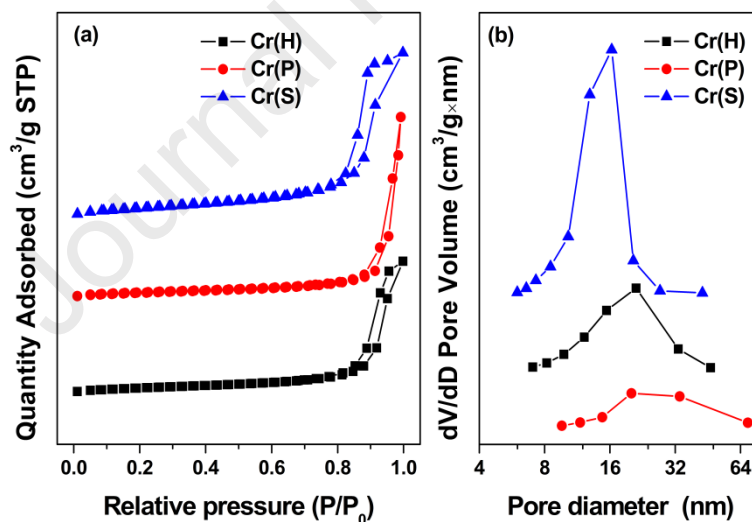 (a)
Cr(H)
Cr(P)
Cr(S)
Quantity Adsorbed (cm³/g STP)
0.0 0.2 0.4 0.6 0.8 1.0
Relative pressure (P/P₀)
(b)
Cr(H)
Cr(P)
Cr(S)
dV/dD Pore Volume (cm³/g×nm)
4 8 16 32 64
Pore diameter (nm)
Journal